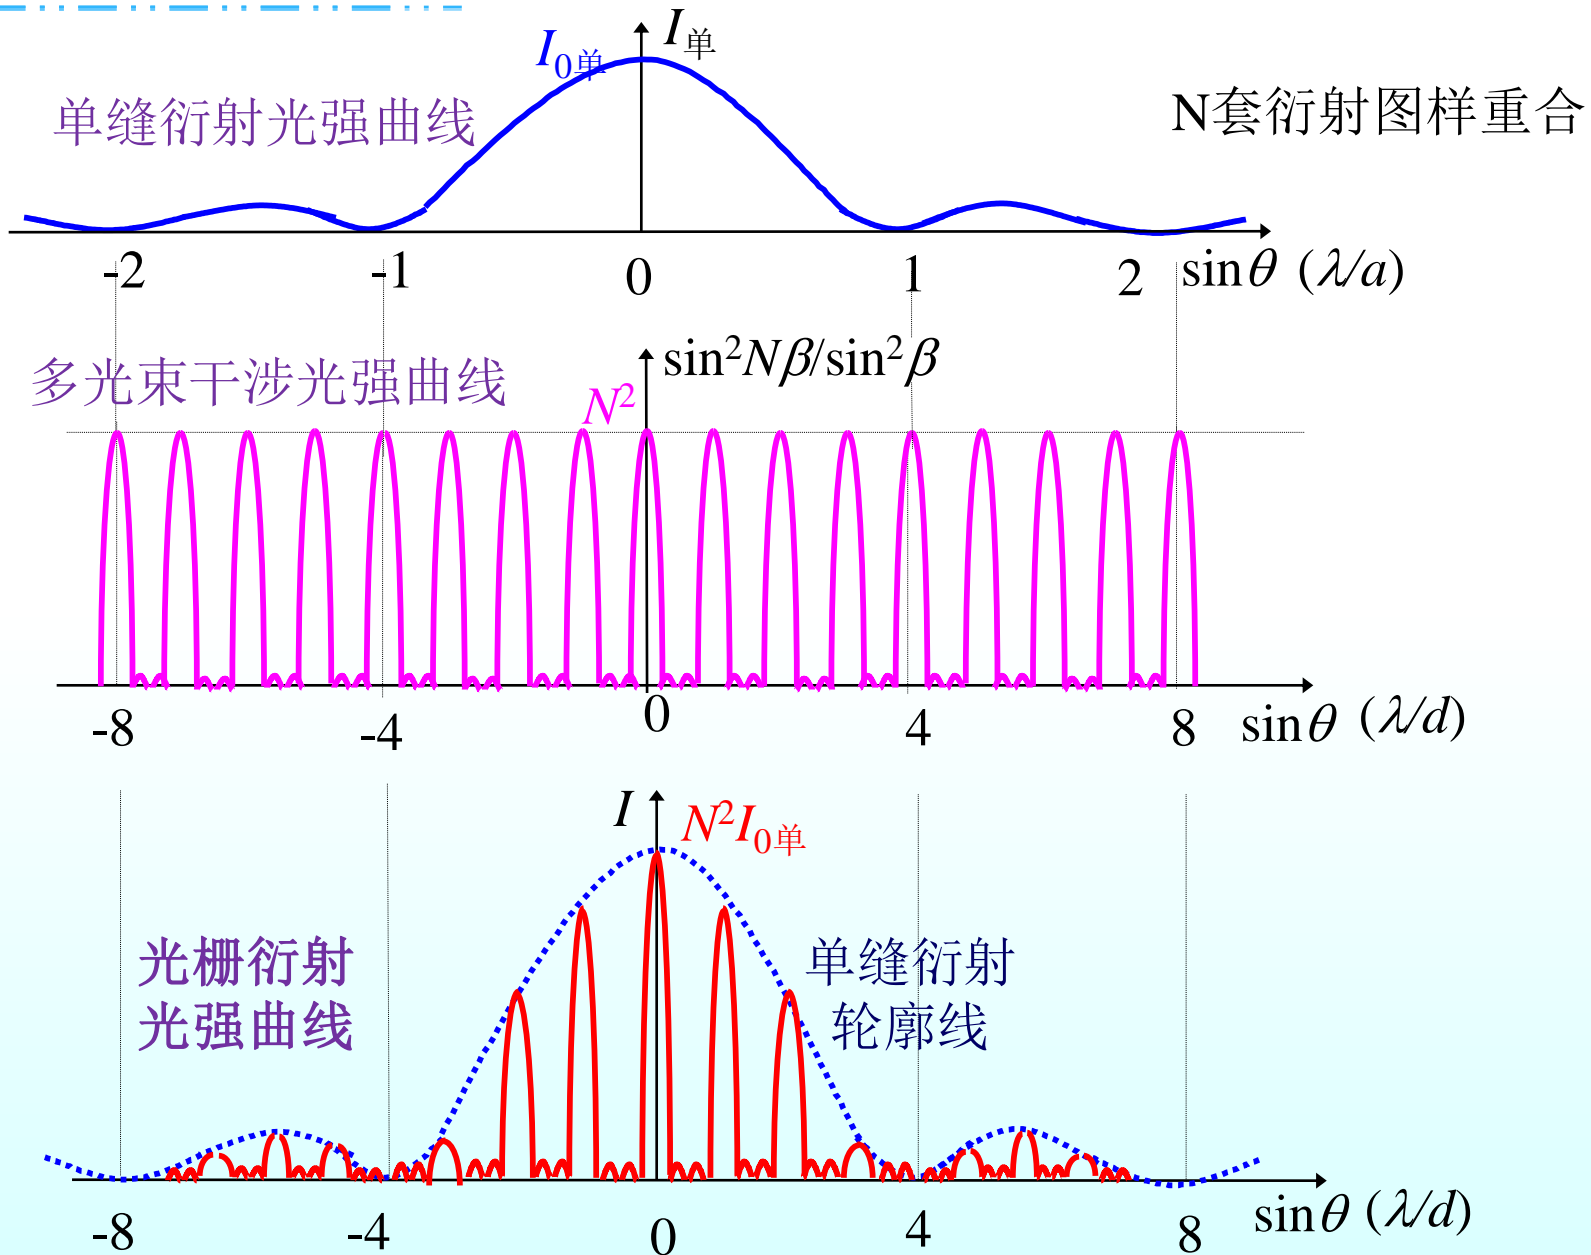 I单
I0单
单缝衍射光强曲线
N套衍射图样重合
-2 -1 0 1 2 sinθ (λ/a)
sin²Nβ/sin²β
多光束干涉光强曲线
N²
-8 -4 0 4 8 sinθ (λ/d)
I N²I0单
光栅衍射
光强曲线
单缝衍射
轮廓线
-8 -4 0 4 8 sinθ (λ/d)